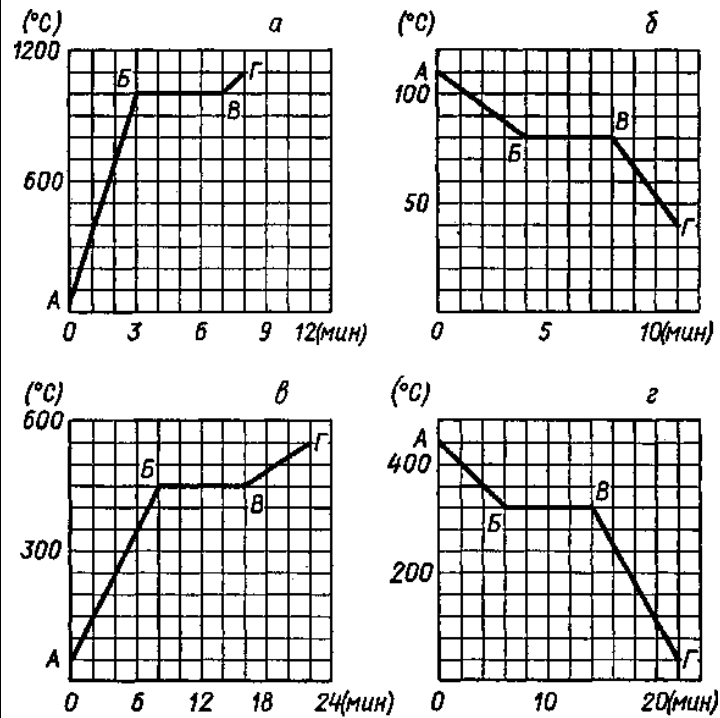 (°C) а
1200
600
А Б В Г
0 3 6 9 12(мин)
(°C) б
100
50
А Б В Г
0 5 10(мин)
(°C) в
600
300
А Б В Г
0 6 12 18 24(мин)
(°C) г
400
200
А Б В Г
0 10 20(мин)